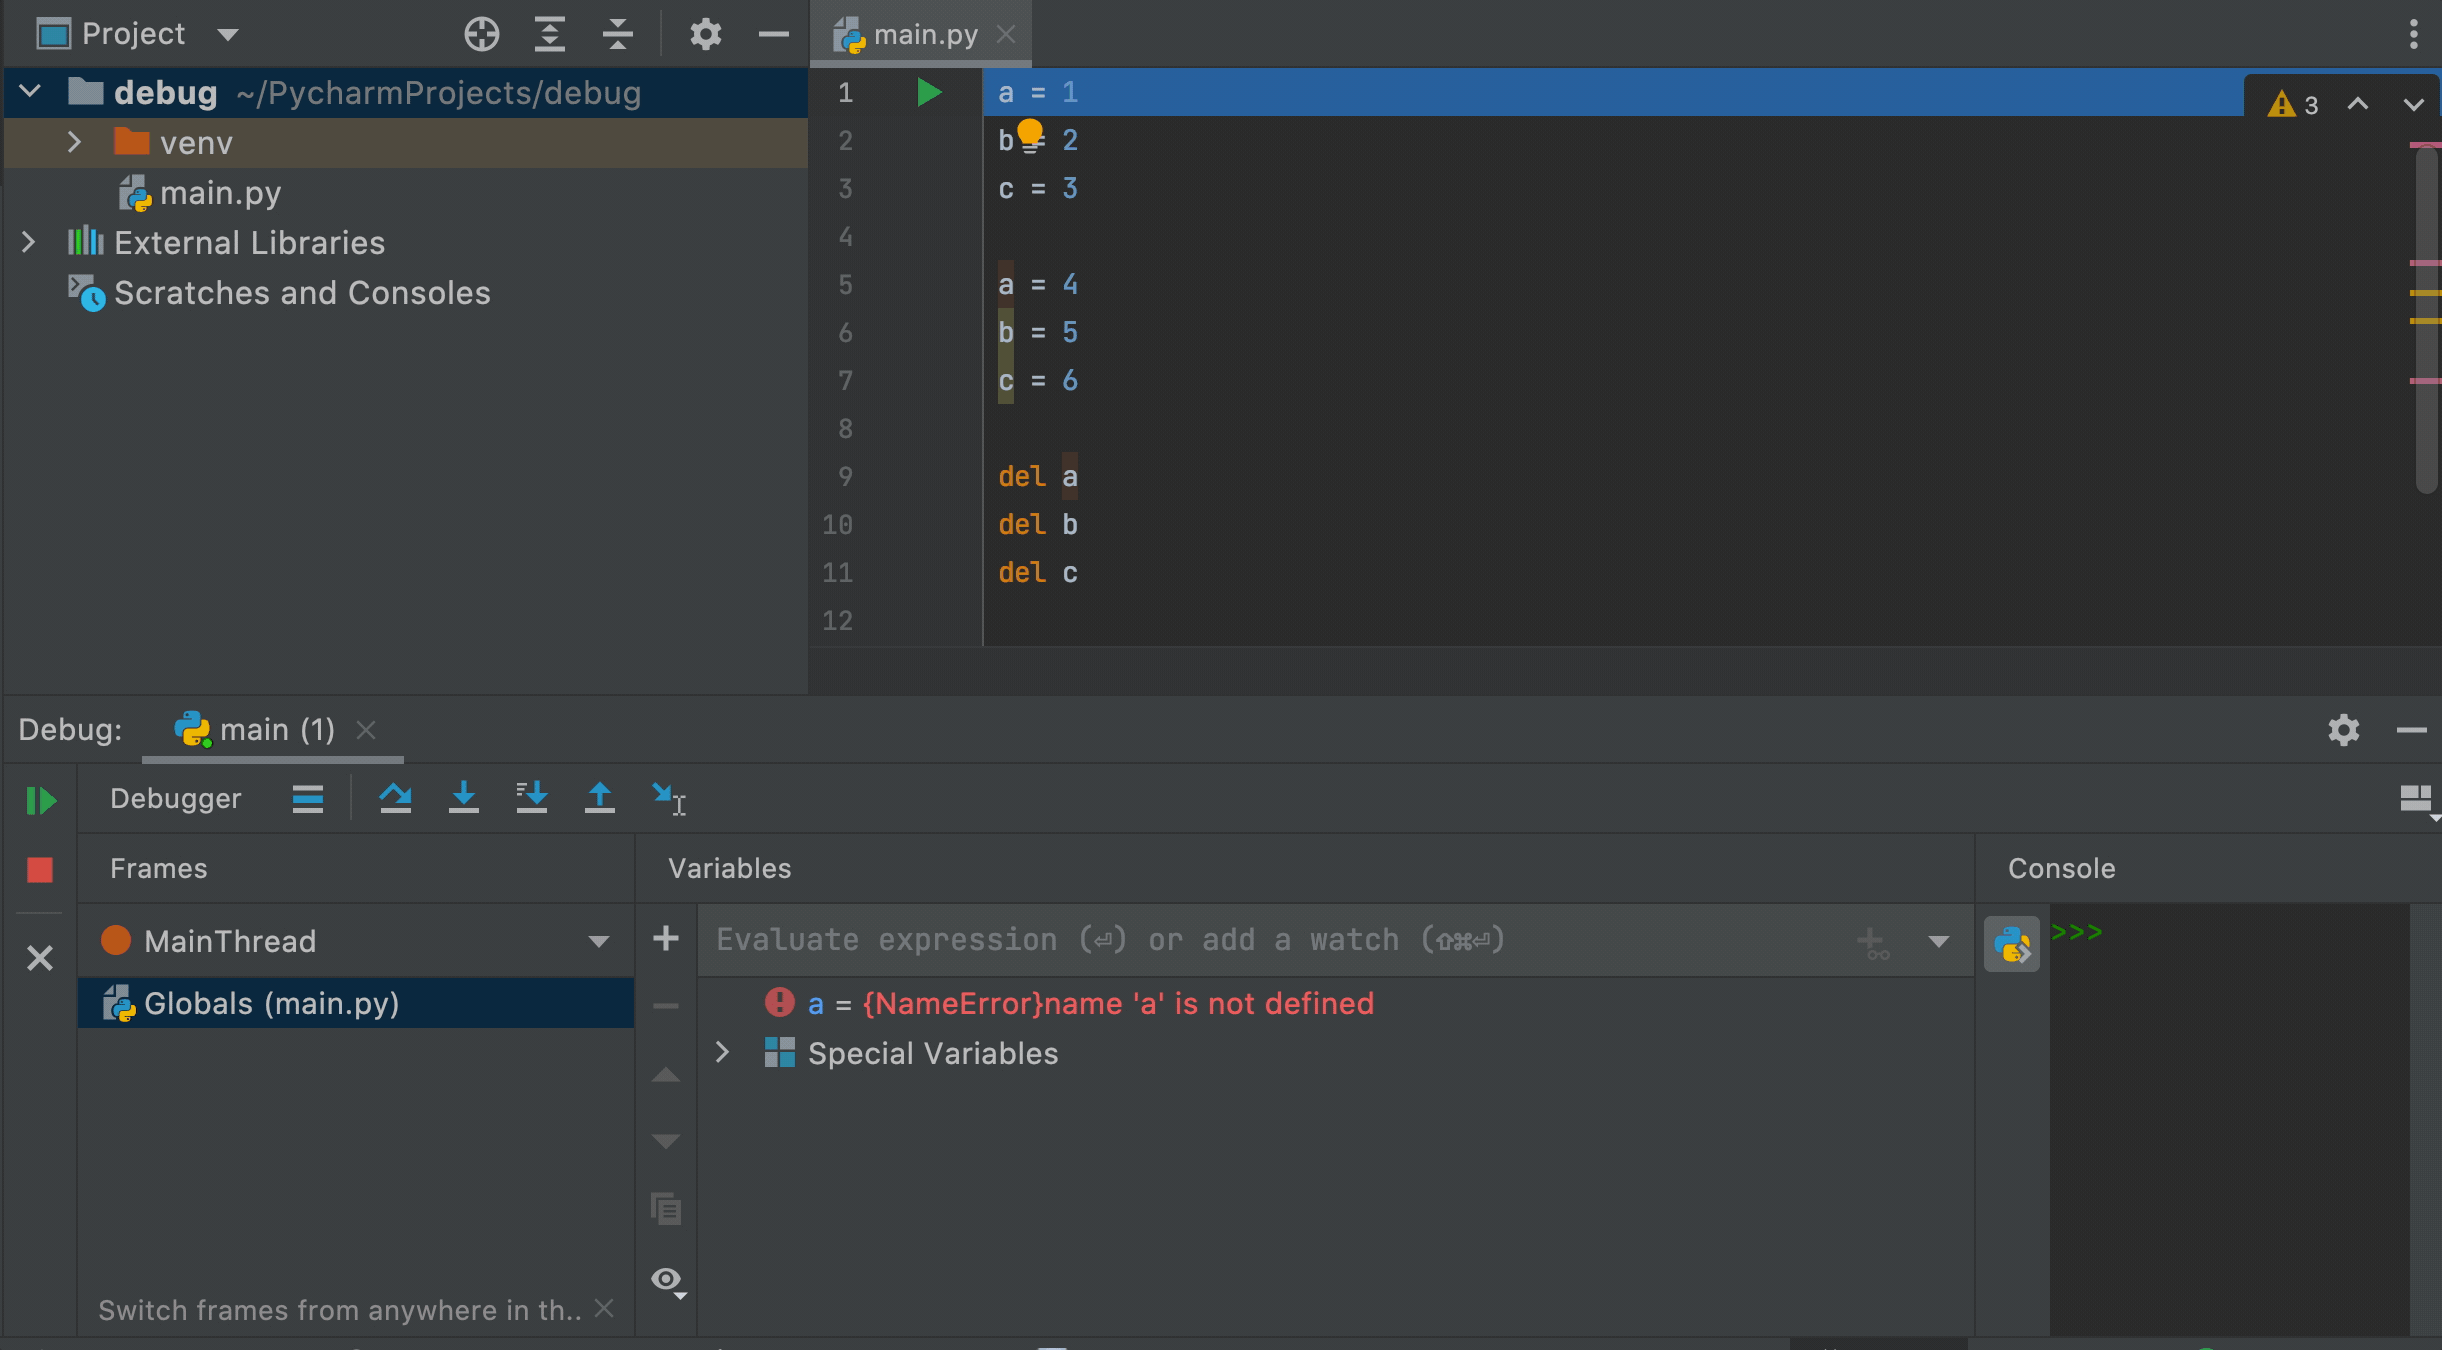 Project
debug ~/PycharmProjects/debug
venv
main.py
External Libraries
Scratches and Consoles
main.py
1 a = 1
2 b = 2
3 c = 3
4
5 a = 4
6 b = 5
7 c = 6
8
9 del a
10 del b
11 del c
12
3
Debug: main (1)
Debugger
Frames
Variables
Console
MainThread
Evaluate expression (⏎) or add a watch (⇧⌘⏎)
>>>
Globals (main.py)
a = {NameError}name 'a' is not defined
Special Variables
Switch frames from anywhere in th..